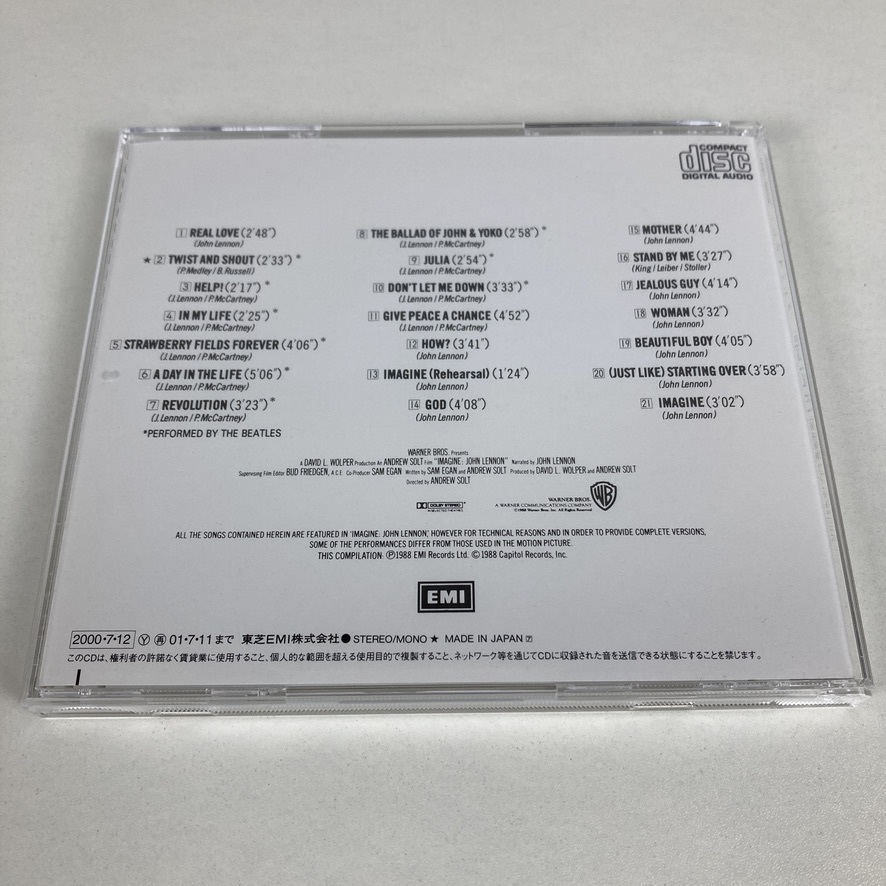 COMPACT
disc
DIGITAL AUDIO
1 REAL LOVE (2'48")
(John Lennon)
★ 2 TWIST AND SHOUT (2'33") *
(P.Medley / B. Russell)
3 HELP! (2'17") *
(J.Lennon / P.McCartney)
4 IN MY LIFE (2'25") *
(J.Lennon / P.McCartney)
5 STRAWBERRY FIELDS FOREVER (4'06") *
(J.Lennon / P.McCartney)
6 A DAY IN THE LIFE (5'06") *
(J.Lennon / P.McCartney)
7 REVOLUTION (3'23") *
(J.Lennon / P.McCartney)
*PERFORMED BY THE BEATLES
8 THE BALLAD OF JOHN & YOKO (2'58") *
(J.Lennon / P.McCartney)
9 JULIA (2'54") *
(J.Lennon / P.McCartney)
10 DON'T LET ME DOWN (3'33") *
(J.Lennon / P.McCartney)
11 GIVE PEACE A CHANCE (4'52")
(J.Lennon / P.McCartney)
12 HOW? (3'41")
(John Lennon)
13 IMAGINE (Rehearsal) (1'24")
(John Lennon)
14 GOD (4'08")
(John Lennon)
15 MOTHER (4'44")
(John Lennon)
16 STAND BY ME (3'27")
(King / Leiber / Stoller)
17 JEALOUS GUY (4'14")
(John Lennon)
18 WOMAN (3'32")
(John Lennon)
19 BEAUTIFUL BOY (4'05")
(John Lennon)
20 (JUST LIKE) STARTING OVER (3'58")
(John Lennon)
21 IMAGINE (3'02")
(John Lennon)
WARNER BROS. Presents
A DAVID L. WOLPER Production An ANDREW SOLT Film "IMAGINE: JOHN LENNON" Narrated by JOHN LENNON
Supervising Film Editor BUD FRIEDGEN, A.C.E. Co-Producer SAM EGAN Written by SAM EGAN and ANDREW SOLT Produced by DAVID L. WOLPER and ANDREW SOLT
Directed by ANDREW SOLT
DOLBY STEREO
IN SELECTED THEATRES
WARNER BROS.
A WARNER COMMUNICATIONS COMPANY
©1988 Warner Bros. Inc. All Rights Reserved
WB
ALL THE SONGS CONTAINED HEREIN ARE FEATURED IN 'IMAGINE: JOHN LENNON,' HOWEVER FOR TECHNICAL REASONS AND IN ORDER TO PROVIDE COMPLETE VERSIONS,
SOME OF THE PERFORMANCES DIFFER FROM THOSE USED IN THE MOTION PICTURE.
THIS COMPILATION: Ⓟ1988 EMI Records Ltd. ©1988 Capitol Records, Inc.
EMI
2000・7・12 Ⓨ ㊢ 01・7・11まで 東芝EMI株式会社● STEREO/MONO ★ MADE IN JAPAN
このCDは、権利者の許諾なく賃貸業に使用すること、個人的な範囲を超える使用目的で複製すること、ネットワーク等を通じてCDに収録された音を送信できる状態にすることを禁じます。